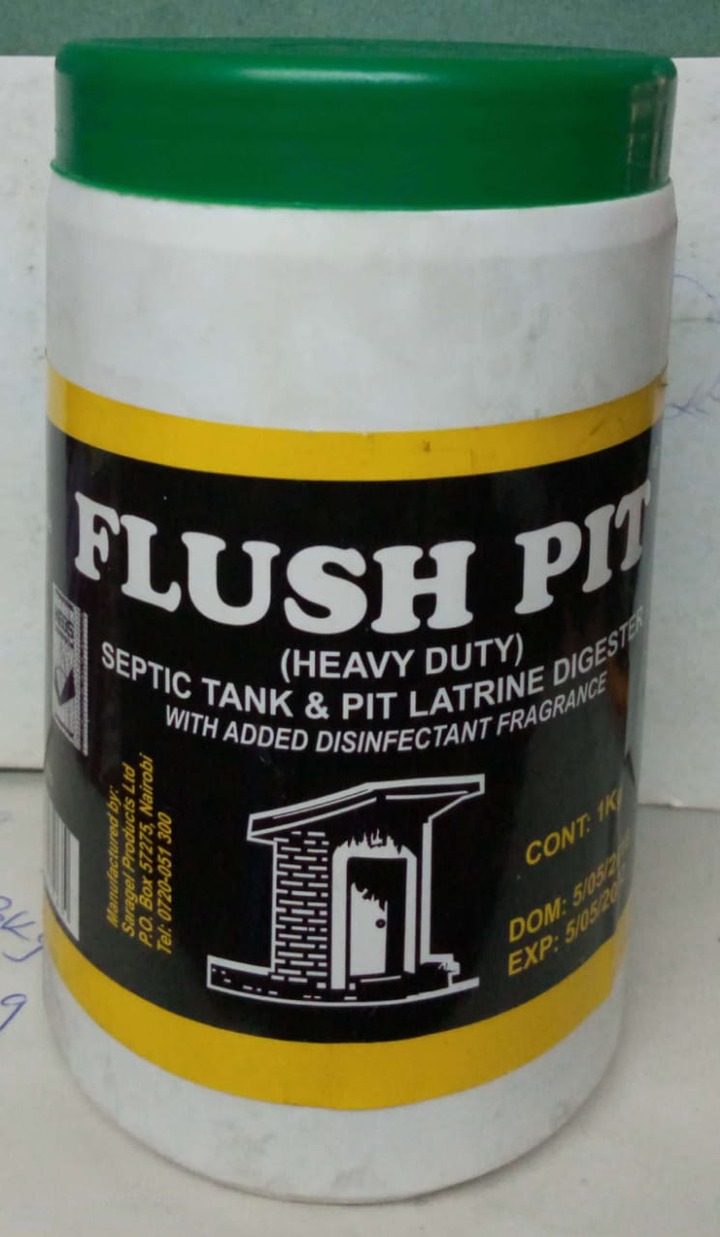 FLUSH PIT
(HEAVY DUTY)
SEPTIC TANK & PIT LATRINE DIGESTER
WITH ADDED DISINFECTANT FRAGRANCE
Manufactured by:
Saragel Products Ltd
P.O. Box 57275, Nairobi
Tel: 0720-051 300
CONT: 1Kg
DOM: 5/05/2
EXP: 5/05/20